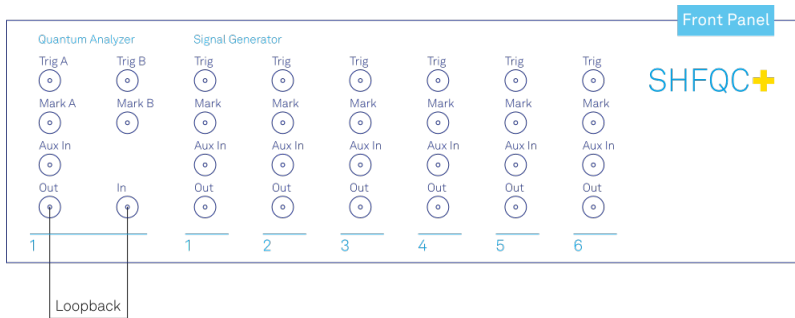 Front Panel
Quantum Analyzer Signal Generator
Trig A Trig B Trig Trig Trig Trig Trig Trig
SHFQC+
Mark A Mark B Mark Mark Mark Mark Mark Mark
Aux In Aux In Aux In Aux In Aux In Aux In Aux In
Out In Out Out Out Out Out Out
1 1 2 3 4 5 6
Loopback